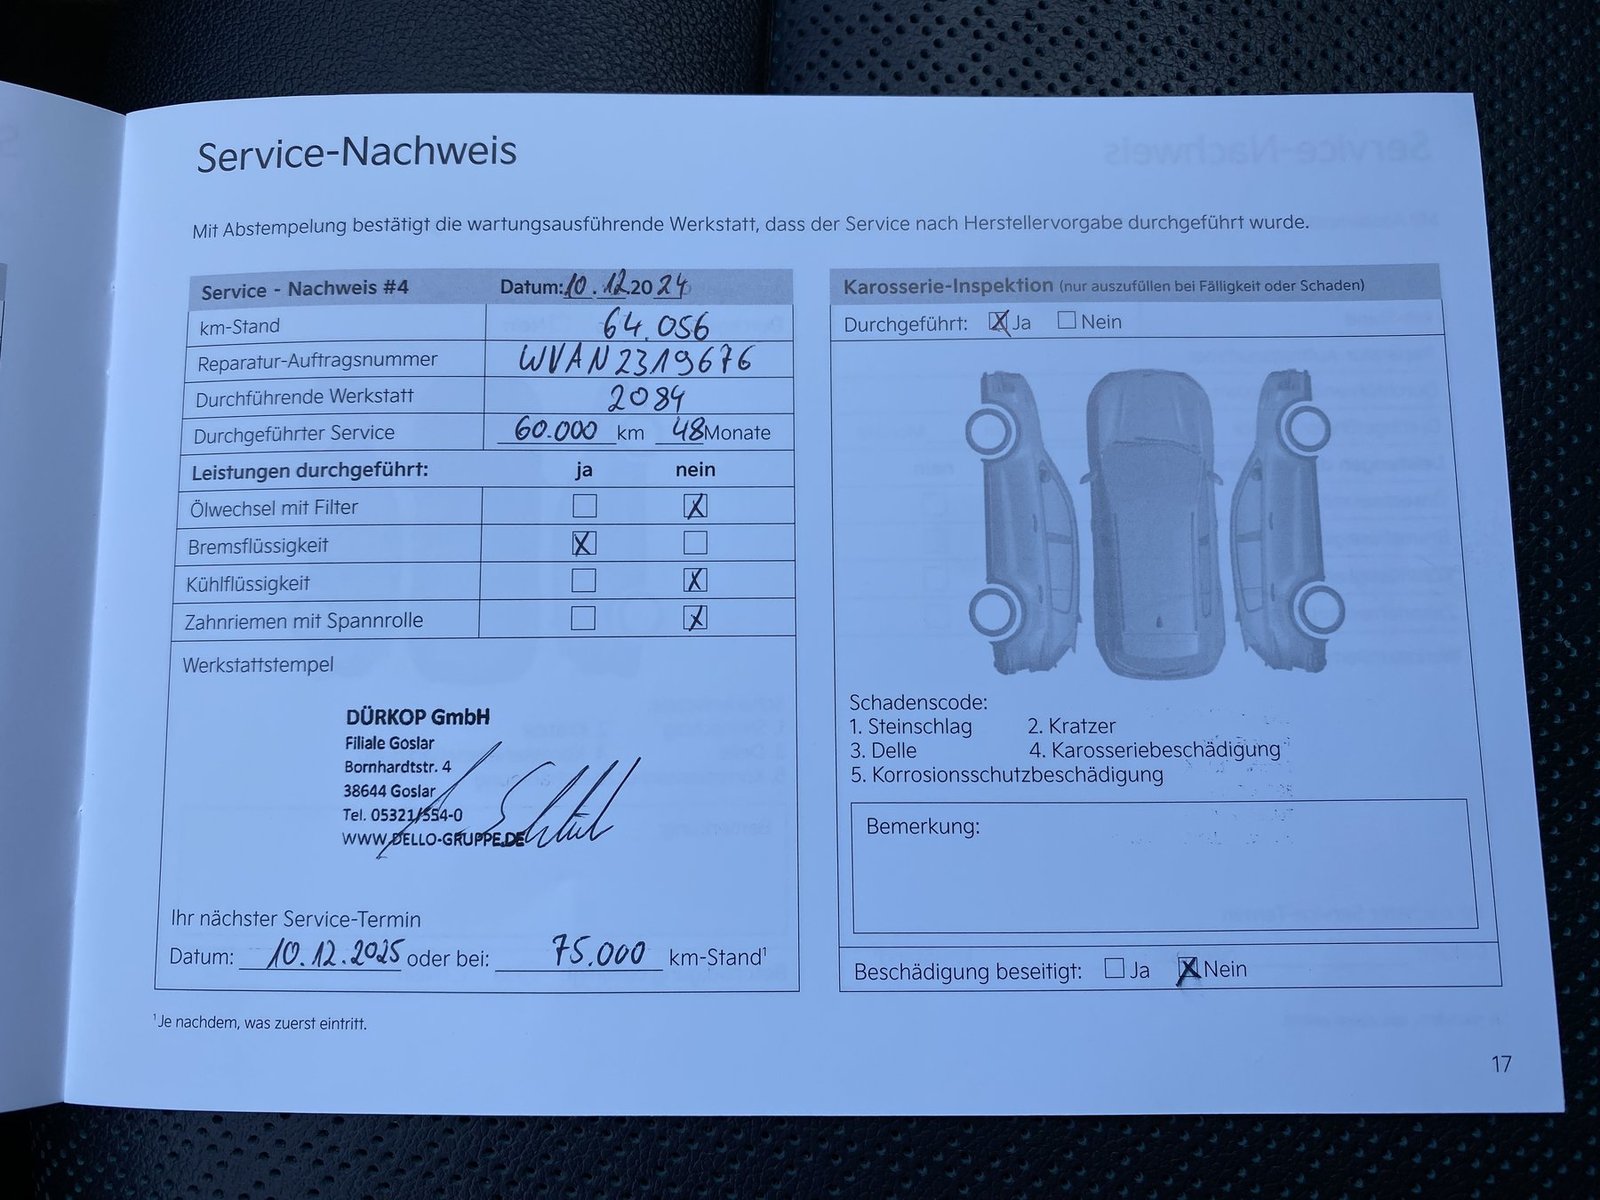 Service-Nachweis
Mit Abstempelung bestätigt die wartungsausführende Werkstatt, dass der Service nach Herstellervorgabe durchgeführt wurde.
Service - Nachweis #4 Datum: 10.12.2024
km-Stand 64.056
Reparatur-Auftragsnummer WVAN2319676
Durchführende Werkstatt 2084
Durchgeführter Service 60.000 km 48 Monate
Leistungen durchgeführt: ja nein
Ölwechsel mit Filter X
Bremsflüssigkeit X
Kühlflüssigkeit X
Zahnriemen mit Spannrolle X
Werkstattstempel
DÜRKOP GmbH
Filiale Goslar
Bornhardtstr. 4
38644 Goslar
Tel. 05321/354-0
WWW.DELLO-GRUPPE.DE
Ihr nächster Service-Termin
Datum: 10.12.2025 oder bei: 75.000 km-Stand¹
¹Je nachdem, was zuerst eintritt.
Karosserie-Inspektion (nur auszufüllen bei Fälligkeit oder Schaden)
Durchgeführt: X Ja Nein
Schadenscode:
1. Steinschlag 2. Kratzer
3. Delle 4. Karosseriebeschädigung
5. Korrosionsschutzbeschädigung
Bemerkung:
Beschädigung beseitigt: Ja X Nein
17